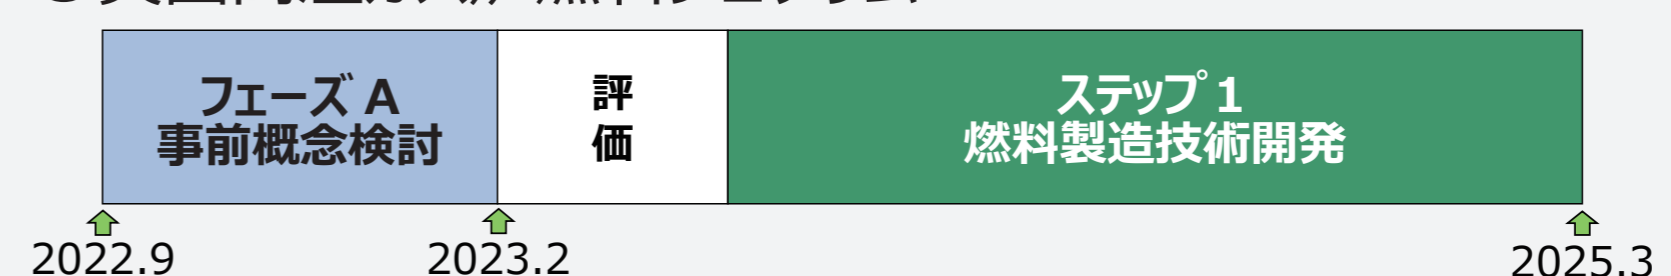 フェーズ A
事前概念検討
評
価
ステップ 1
燃料製造技術開発
2022.9
2023.2
2025.3